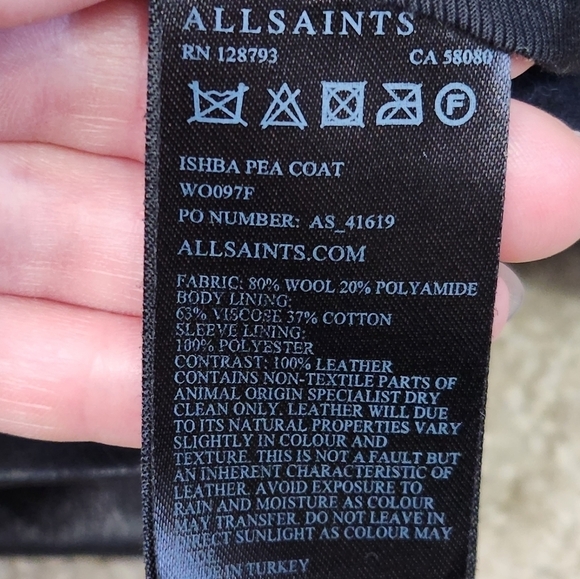 ALLSAINTS
RN 128793 CA 58080
F
ISHBA PEA COAT
WO097F
PO NUMBER: AS_41619
ALLSAINTS.COM
FABRIC: 80% WOOL 20% POLYAMIDE
BODY LINING:
63% VISCOSE 37% COTTON
SLEEVE LINING:
100% POLYESTER
CONTRAST: 100% LEATHER
CONTAINS NON-TEXTILE PARTS OF
ANIMAL ORIGIN SPECIALIST DRY
CLEAN ONLY. LEATHER WILL DUE
TO ITS NATURAL PROPERTIES VARY
SLIGHTLY IN COLOUR AND
TEXTURE. THIS IS NOT A FAULT BUT
AN INHERENT CHARACTERISTIC OF
LEATHER. AVOID EXPOSURE TO
RAIN AND MOISTURE AS COLOUR
MAY TRANSFER. DO NOT LEAVE IN
DIRECT SUNLIGHT AS COLOUR MAY
IN TURKEY